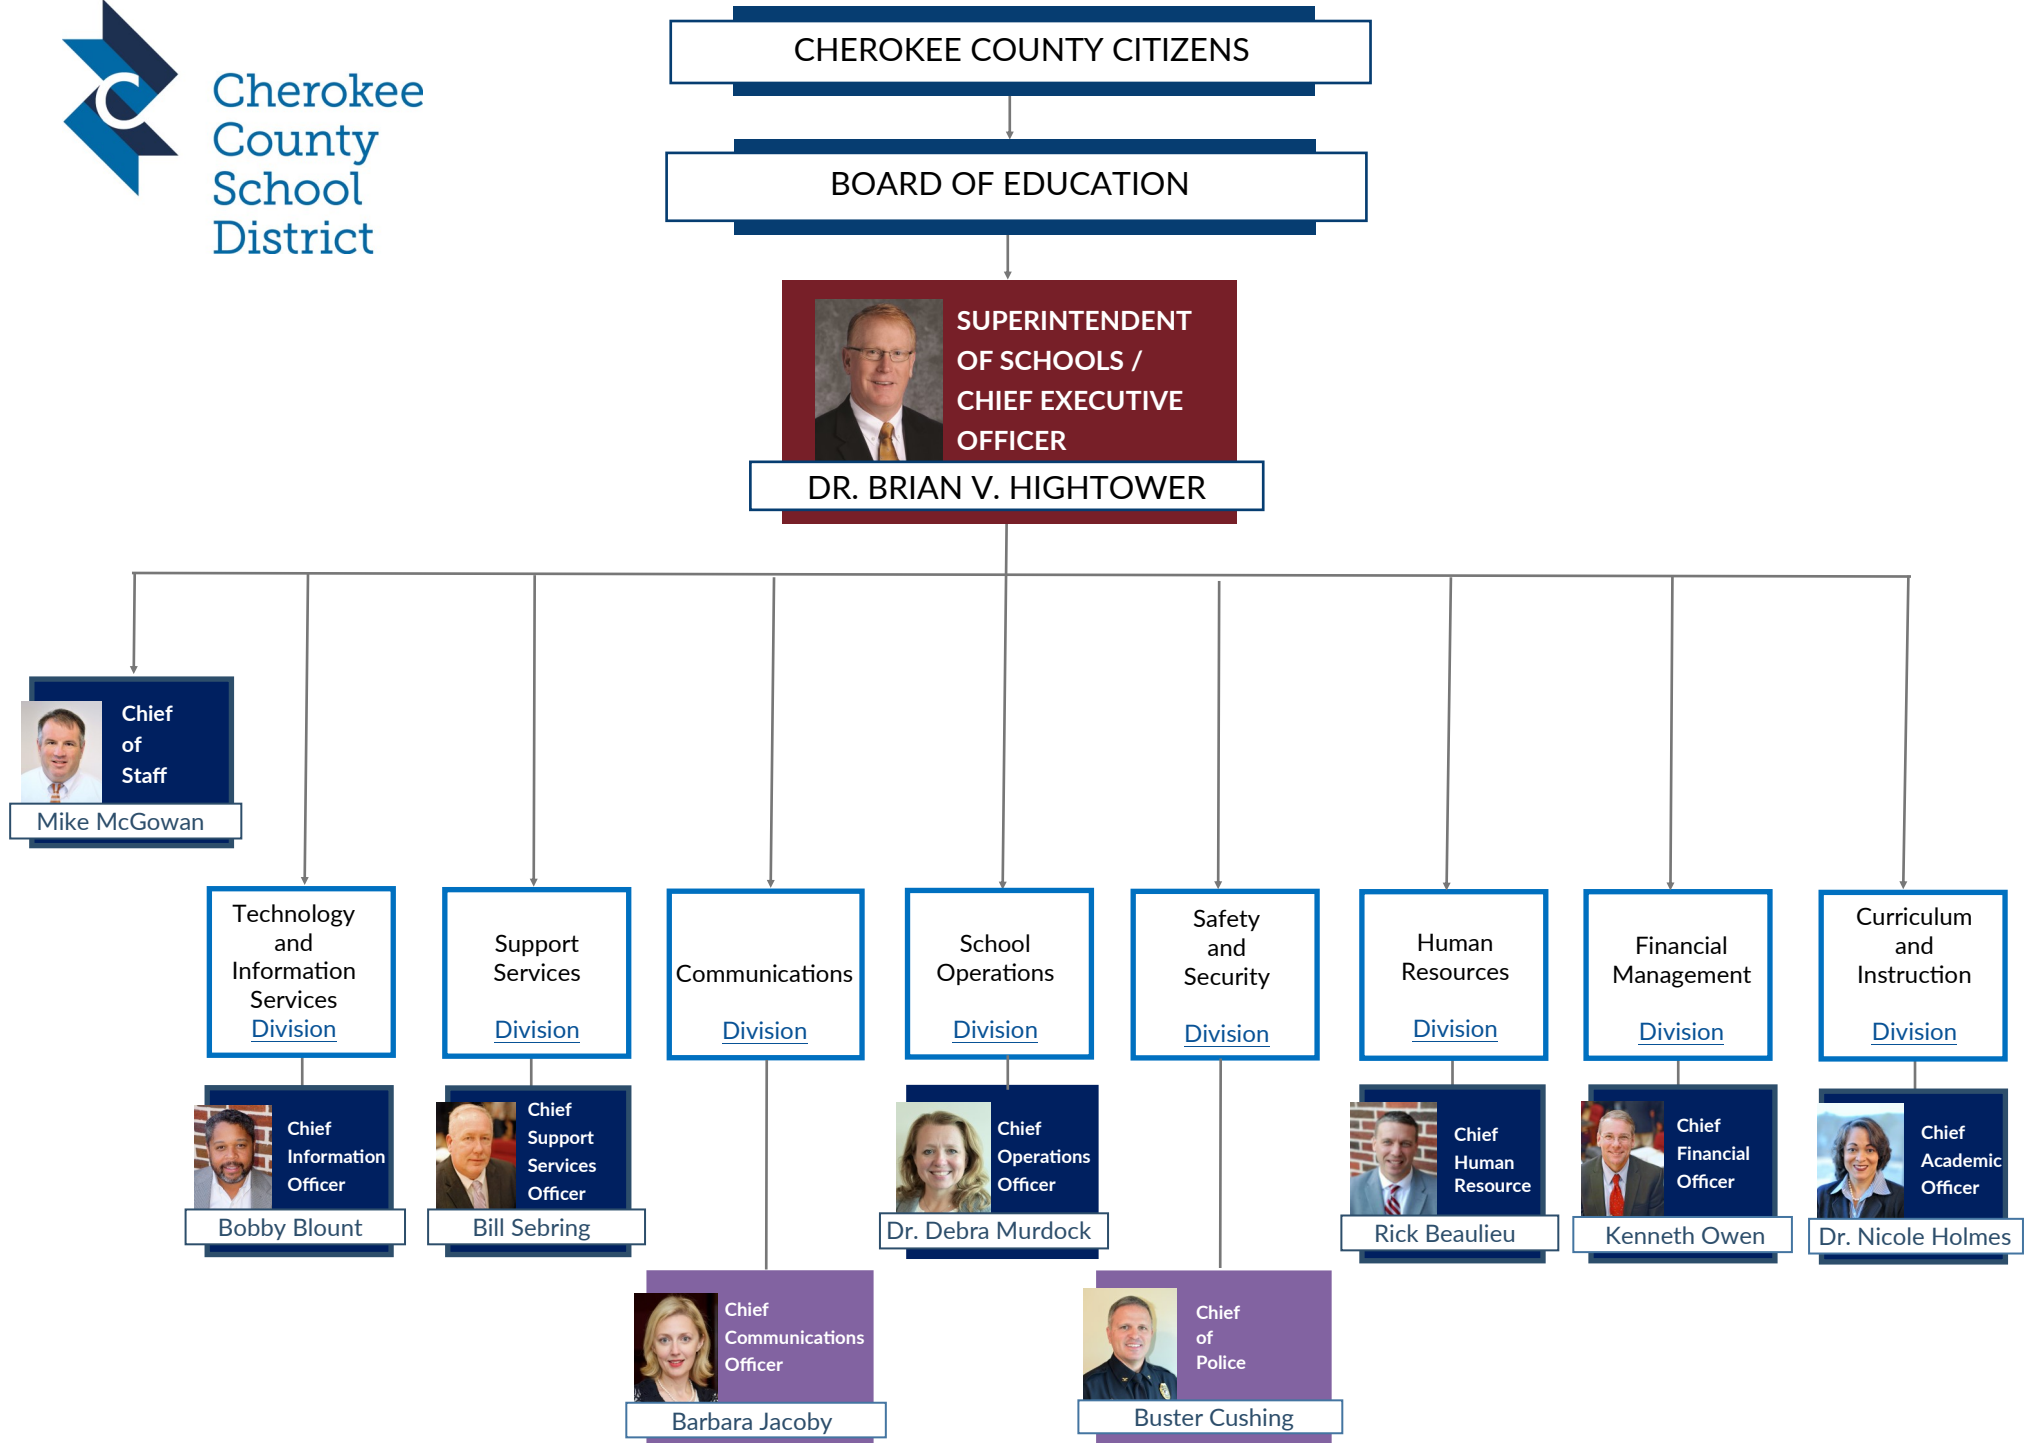 C
Cherokee
County
School
District
CHEROKEE COUNTY CITIZENS
BOARD OF EDUCATION
SUPERINTENDENT
OF SCHOOLS /
CHIEF EXECUTIVE
OFFICER
DR. BRIAN V. HIGHTOWER
Chief
of
Staff
Mike McGowan
Technology
and
Information
Services
Division
Support
Services
Division
Communications
Division
School
Operations
Division
Safety
and
Security
Division
Human
Resources
Division
Financial
Management
Division
Curriculum
and
Instruction
Division
Chief
Information
Officer
Bobby Blount
Chief
Support
Services
Officer
Bill Sebring
Chief
Communications
Officer
Barbara Jacoby
Chief
Operations
Officer
Dr. Debra Murdock
Chief
of
Police
Buster Cushing
Chief
Human
Resource
Rick Beaulieu
Chief
Financial
Officer
Kenneth Owen
Chief
Academic
Officer
Dr. Nicole Holmes